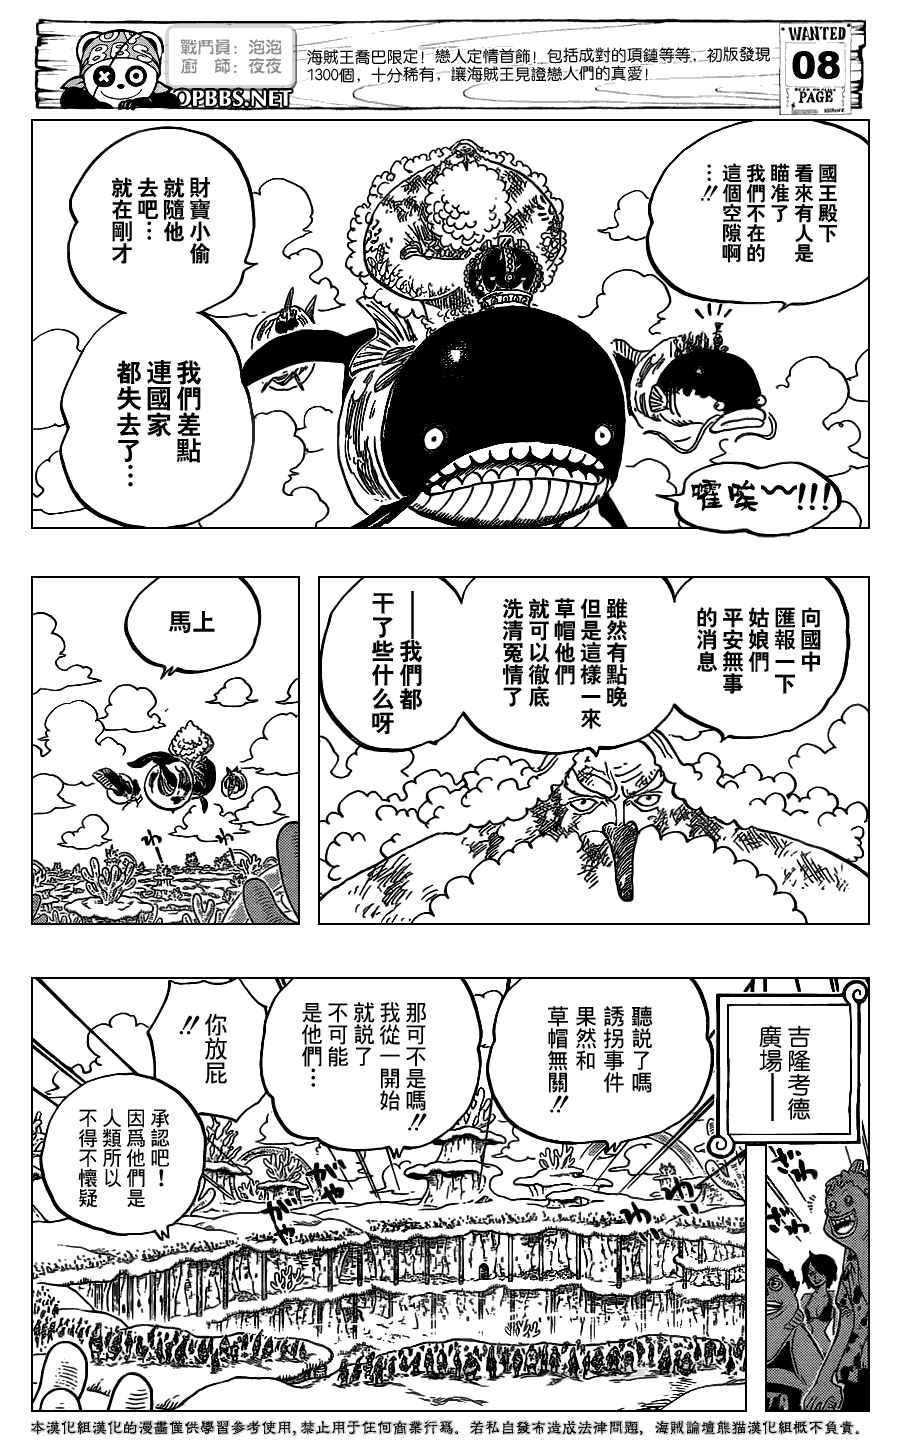 戰鬥員：泡泡
廚　師：夜夜
OPBBS.NET
海賊王喬巴限定！戀人定情首飾！包括成對的項鏈等等，初版發現
1300個，十分稀有，讓海賊王見證戀人們的真愛！
WANTED
08
PAGE
國王殿下
看來有人是
瞄准了
我們不在的
這個空隙啊
…!!
財寶小偷
就隨他
去吧…
就在剛才
我們差點
連國家
都失去了…
嚯唉〰!!!
向國中
匯報一下
姑娘們
平安無事
的消息
雖然有點晚
但是這樣一來
草帽他們
就可以徹底
洗清冤情了
——我們都
干了些什么呀
馬上
わー
わっ
吉隆考德
廣場——
聽說了嗎
誘拐事件
果然和
草帽無關!!
那可不是嗎!!
我從一開始
就說了
不可能
是他們…
你放屁
!!
承認吧！
因爲他們是
人類所以
不得不懷疑
ざわ
ざわ
がや
がや
本漢化組漢化的漫畫僅供學習參考使用,禁止用于任何商業行爲。若私自發布造成法律問題，海賊論壇熊猫漢化組概不負責。